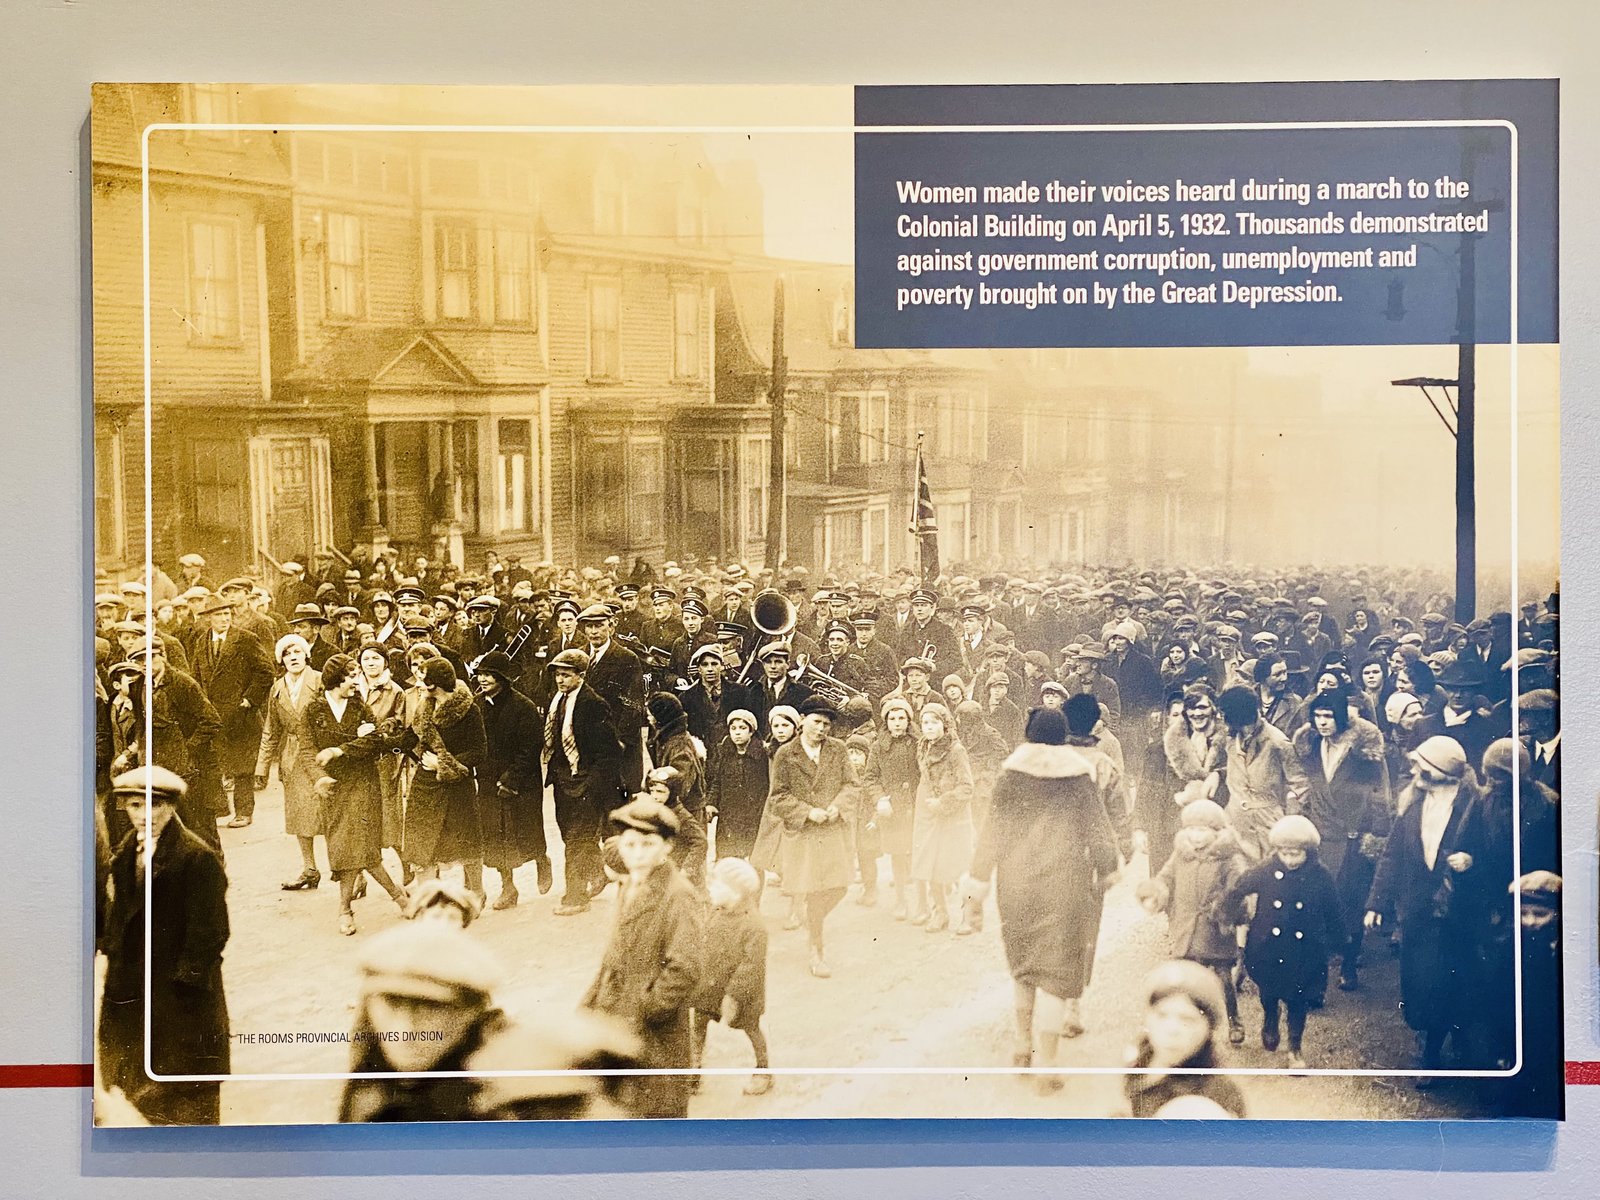 Women made their voices heard during a march to the
Colonial Building on April 5, 1932. Thousands demonstrated
against government corruption, unemployment and
poverty brought on by the Great Depression.
THE ROOMS PROVINCIAL ARCHIVES DIVISION